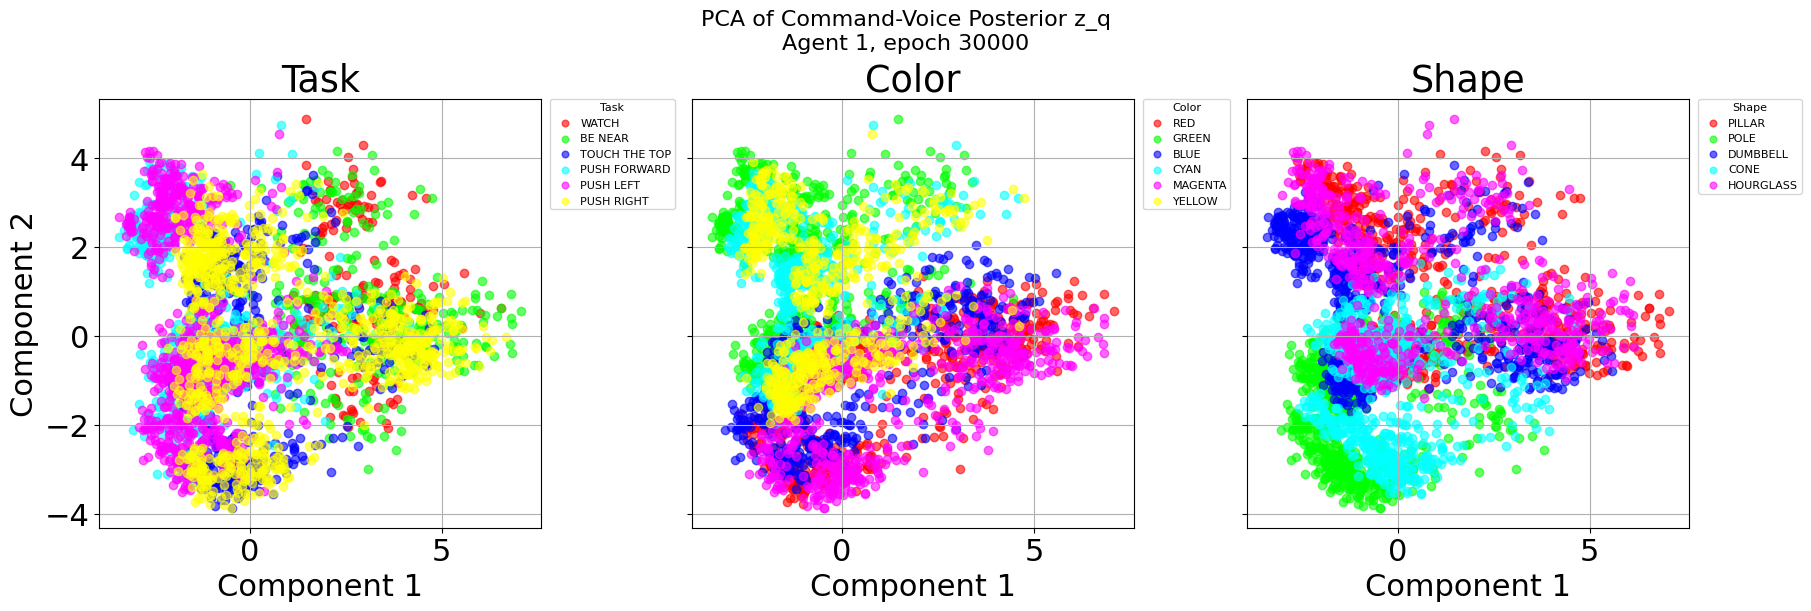 PCA of Command-Voice Posterior z_q
Agent 1, epoch 30000
Task
Color
Shape
Task
WATCH
BE NEAR
TOUCH THE TOP
PUSH FORWARD
PUSH LEFT
PUSH RIGHT
Color
RED
GREEN
BLUE
CYAN
MAGENTA
YELLOW
Shape
PILLAR
POLE
DUMBBELL
CONE
HOURGLASS
Component 2
4
2
0
−2
−4
0 5
0 5
0 5
Component 1
Component 1
Component 1